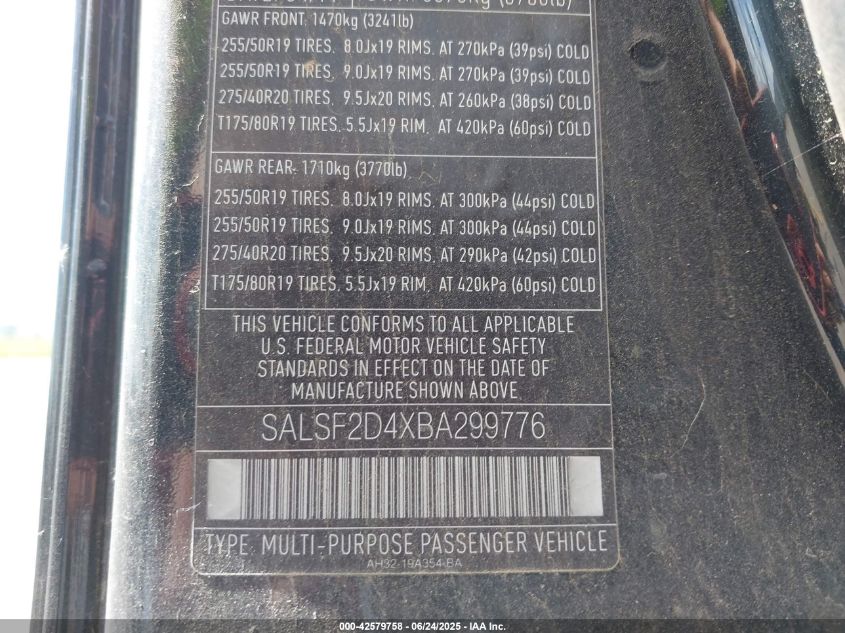 GAWR FRONT: 1470kg (3241lb)
255/50R19 TIRES. 8.0Jx19 RIMS. AT 270kPa (39psi) COLD
255/50R19 TIRES. 9.0Jx19 RIMS. AT 270kPa (39psi) COLD
275/40R20 TIRES. 9.5Jx20 RIMS. AT 260kPa (38psi) COLD
T175/80R19 TIRES. 5.5Jx19 RIM. AT 420kPa (60psi) COLD
GAWR REAR: 1710kg (3770lb)
255/50R19 TIRES. 8.0Jx19 RIMS. AT 300kPa (44psi) COLD
255/50R19 TIRES. 9.0Jx19 RIMS. AT 300kPa (44psi) COLD
275/40R20 TIRES. 9.5Jx20 RIMS. AT 290kPa (42psi) COLD
T175/80R19 TIRES. 5.5Jx19 RIM. AT 420kPa (60psi) COLD
THIS VEHICLE CONFORMS TO ALL APPLICABLE
U.S. FEDERAL MOTOR VEHICLE SAFETY
STANDARDS IN EFFECT ON THE DATE OF
MANUFACTURE SHOWN ABOVE.
SALSF2D4XBA299776
TYPE: MULTI-PURPOSE PASSENGER VEHICLE
AH32-19A354-BA
000-42579758 - 06/24/2025 - IAA Inc.